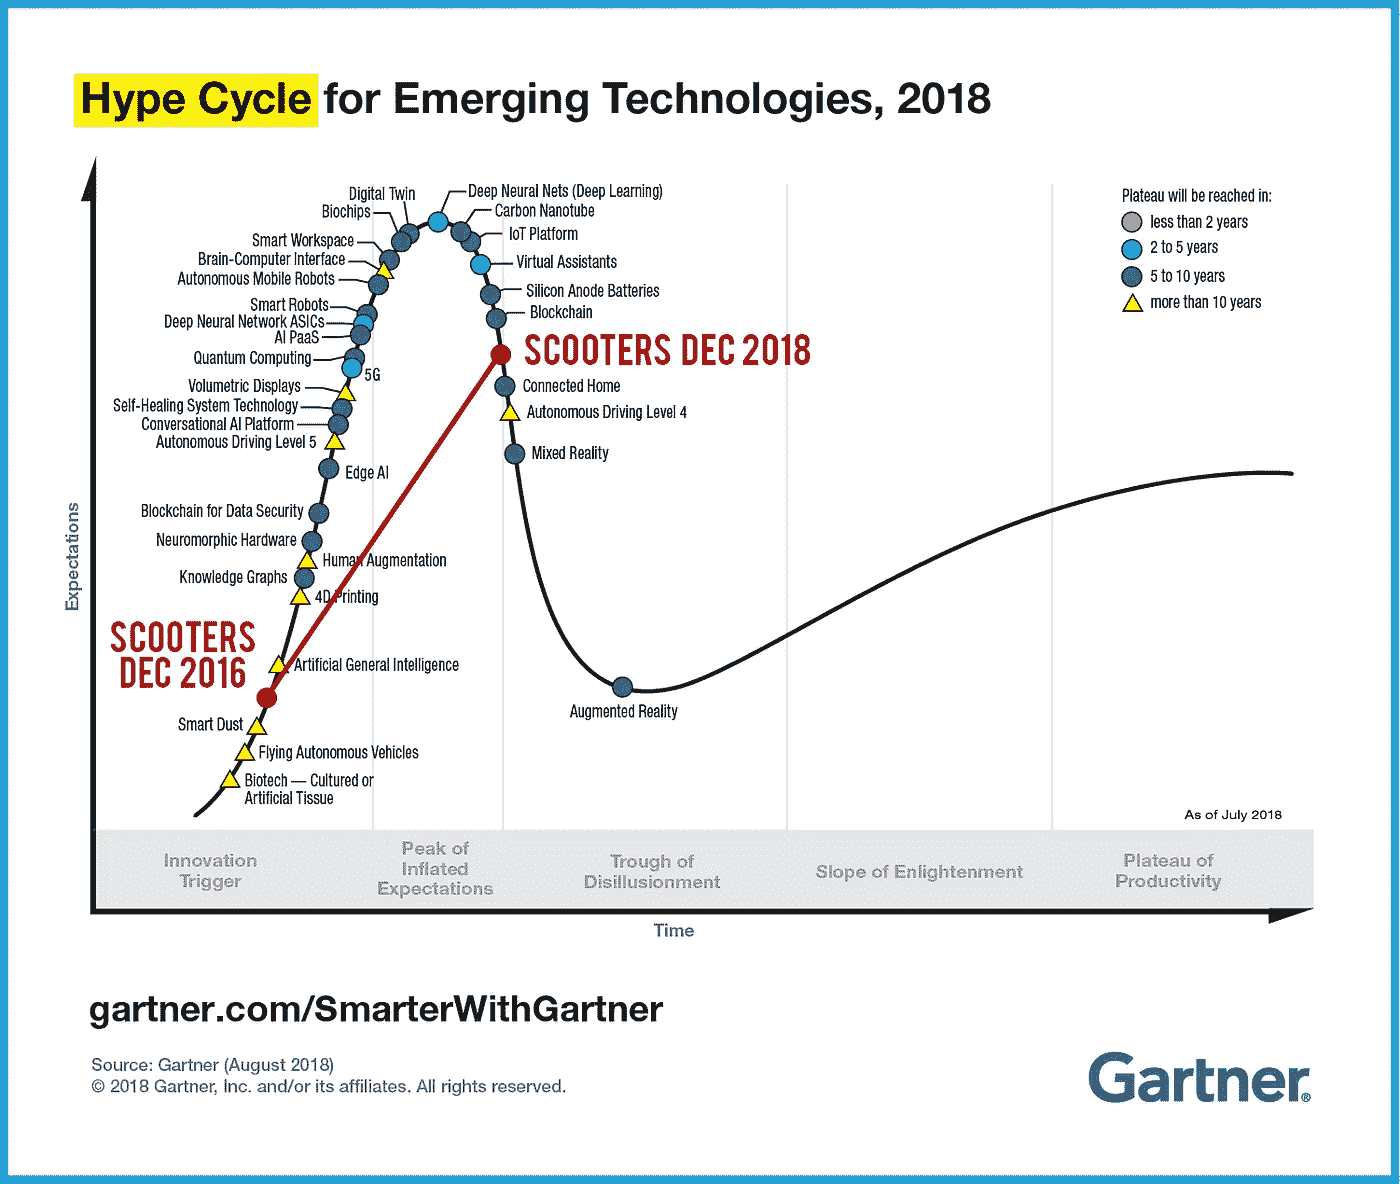 Hype Cycle for Emerging Technologies, 2018
Digital Twin
Deep Neural Nets (Deep Learning)
Biochips
Carbon Nanotube
IoT Platform
Smart Workspace
Brain-Computer Interface
Virtual Assistants
Autonomous Mobile Robots
Silicon Anode Batteries
Smart Robots
Blockchain
Deep Neural Network ASICs
AI PaaS
SCOOTERS DEC 2018
Quantum Computing
5G
Volumetric Displays
Connected Home
Self-Healing System Technology
Autonomous Driving Level 4
Conversational AI Platform
Autonomous Driving Level 5
Mixed Reality
Edge AI
Blockchain for Data Security
Neuromorphic Hardware
Human Augmentation
Knowledge Graphs
4D Printing
SCOOTERS
DEC 2016
Artificial General Intelligence
Smart Dust
Augmented Reality
Flying Autonomous Vehicles
Biotech — Cultured or
Artificial Tissue
Plateau will be reached in:
less than 2 years
2 to 5 years
5 to 10 years
more than 10 years
Expectations
As of July 2018
Innovation
Trigger
Peak of
Inflated
Expectations
Trough of
Disillusionment
Slope of Enlightenment
Plateau of
Productivity
Time
gartner.com/SmarterWithGartner
Source: Gartner (August 2018)
© 2018 Gartner, Inc. and/or its affiliates. All rights reserved.
Gartner®